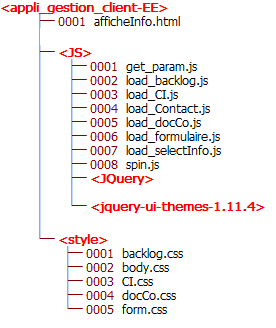 <appli_gestion_client-EE>
0001 afficheInfo.html
<JS>
0001 get_param.js
0002 load_backlog.js
0003 load_CI.js
0004 load_Contact.js
0005 load_docCo.js
0006 load_formulaire.js
0007 load_selectInfo.js
0008 spin.js
<JQuery>
<jquery-ui-themes-1.11.4>
<style>
0001 backlog.css
0002 body.css
0003 CI.css
0004 docCo.css
0005 form.css